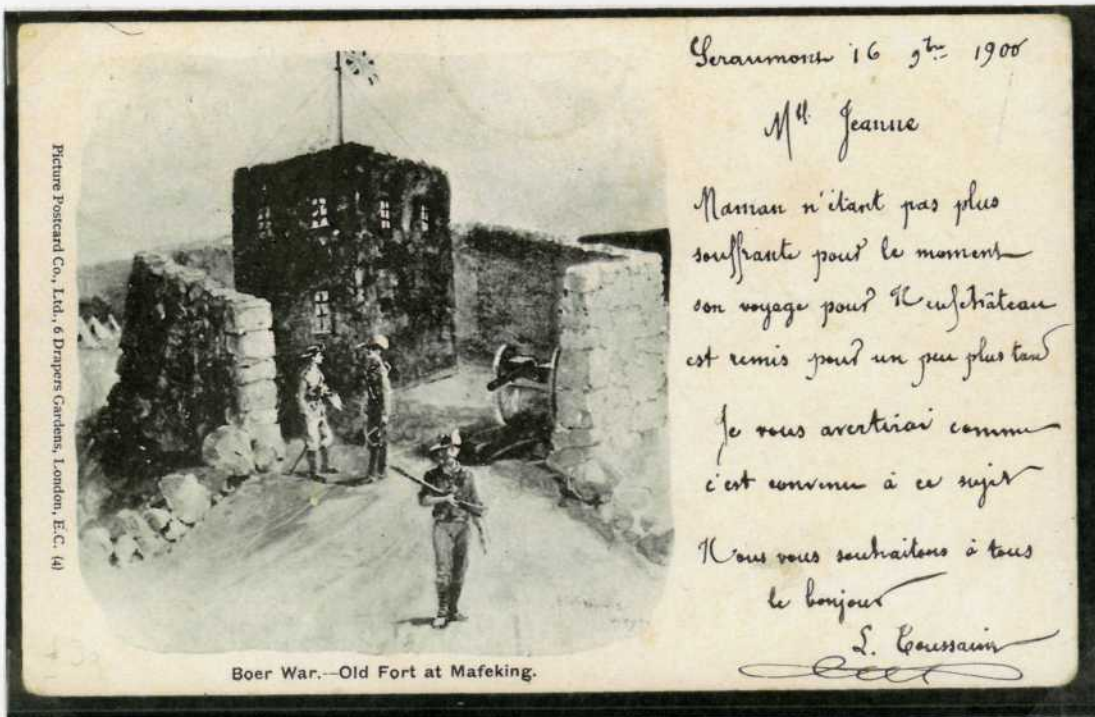 Geraumont 16 9bre 1900
Mlle Jeanne
Maman n'étant pas plus
souffrante pour le moment
son voyage pour Neufchâteau
est remis pour un peu plus tard
Je vous avertirai comme
c'est convenu à ce sujet
Nous vous souhaitons à tous
le bonjour
L. Toussaint
Picture Postcard Co., Ltd., 6 Drapers Gardens, London, E.C. (4)
Boer War.—Old Fort at Mafeking.